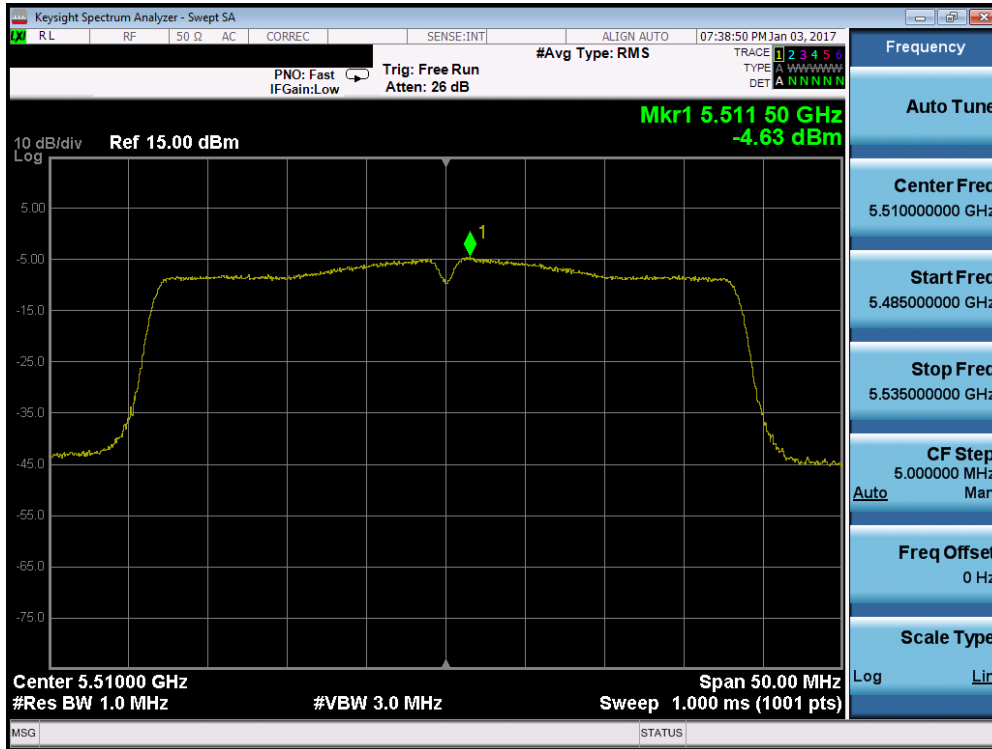 Keysight Spectrum Analyzer - Swept SA
LXI RL RF 50 Ω AC CORREC SENSE:INT ALIGN AUTO 07:38:50 PM Jan 03, 2017
#Avg Type: RMS TRACE 1 2 3 4 5 6
PNO: Fast Trig: Free Run TYPE A WWWWW
IFGain:Low Atten: 26 dB DET A N N N N N
Mkr1 5.511 50 GHz
10 dB/div Ref 15.00 dBm -4.63 dBm
Log
5.00
1
-5.00
-15.0
-25.0
-35.0
-45.0
-55.0
-65.0
-75.0
Center 5.51000 GHz Span 50.00 MHz
#Res BW 1.0 MHz #VBW 3.0 MHz Sweep 1.000 ms (1001 pts)
MSG STATUS
Frequency
Auto Tune
Center Freq
5.510000000 GHz
Start Freq
5.485000000 GHz
Stop Freq
5.535000000 GHz
CF Step
5.000000 MHz
Auto Man
Freq Offset
0 Hz
Scale Type
Log Lin